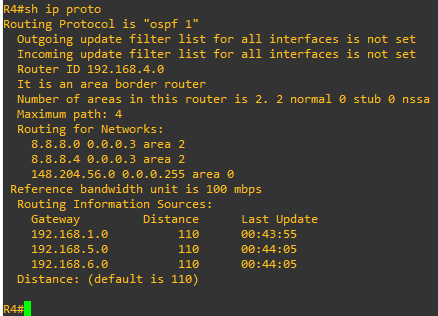 R4#sh ip proto
Routing Protocol is "ospf 1"
Outgoing update filter list for all interfaces is not set
Incoming update filter list for all interfaces is not set
Router ID 192.168.4.0
It is an area border router
Number of areas in this router is 2. 2 normal 0 stub 0 nssa
Maximum path: 4
Routing for Networks:
8.8.8.0 0.0.0.3 area 2
8.8.8.4 0.0.0.3 area 2
148.204.56.0 0.0.0.255 area 0
Reference bandwidth unit is 100 mbps
Routing Information Sources:
Gateway Distance Last Update
192.168.1.0 110 00:43:55
192.168.5.0 110 00:44:05
192.168.6.0 110 00:44:05
Distance: (default is 110)
R4#